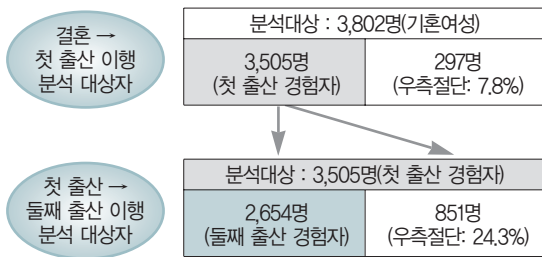 결혼 →
첫 출산 이행
분석 대상자
분석대상 : 3,802명(기혼여성)
3,505명
(첫 출산 경험자)
297명
(우측절단: 7.8%)
첫 출산 →
둘째 출산 이행
분석 대상자
분석대상 : 3,505명(첫 출산 경험자)
2,654명
(둘째 출산 경험자)
851명
(우측절단: 24.3%)